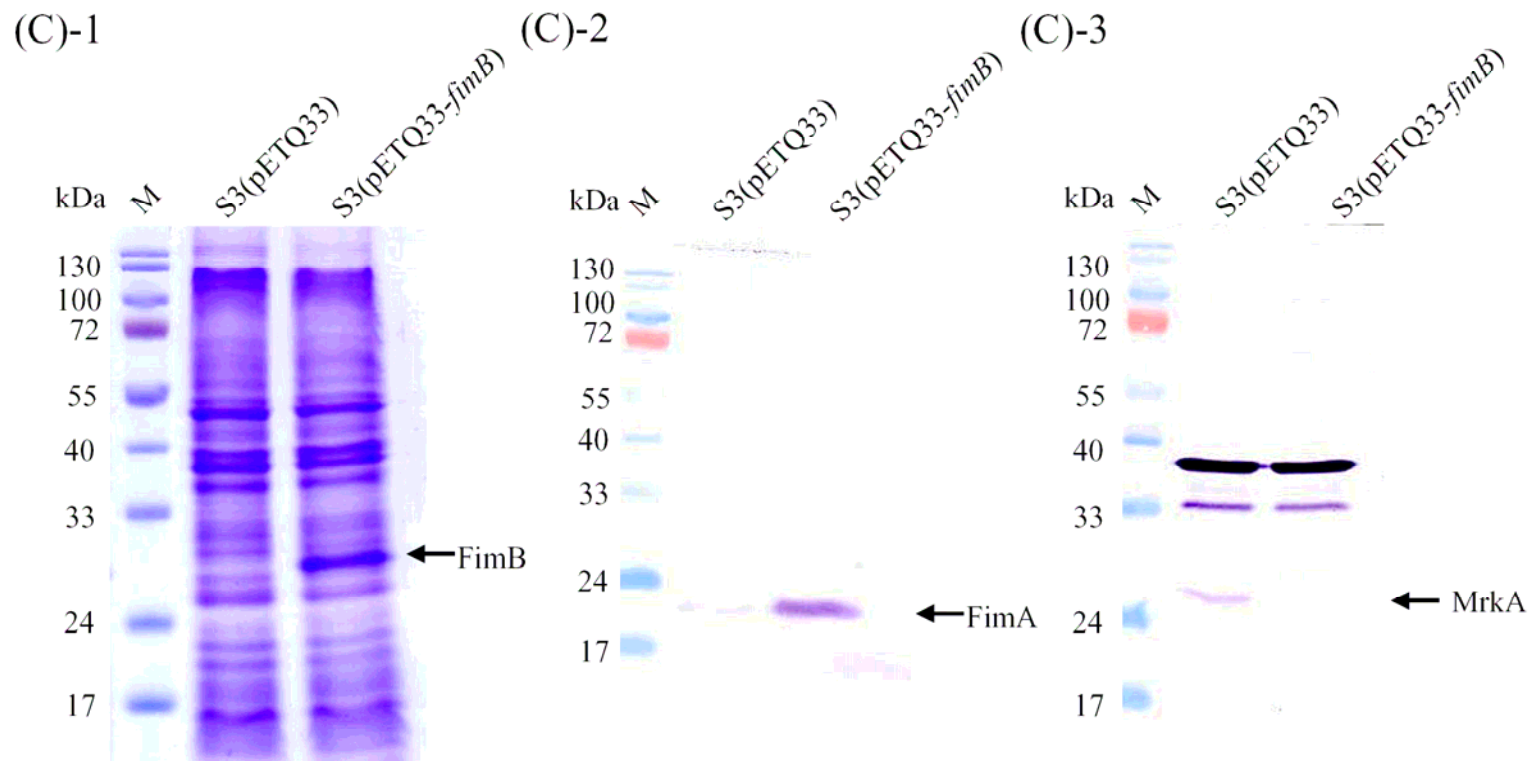 (C)-1
kDa
M
S3(pETQ33)
S3(pETQ33-fimB)
130
100
72
55
40
33
24
17
FimB
(C)-2
kDa
M
S3(pETQ33)
S3(pETQ33-fimB)
130
100
72
55
40
33
24
17
FimA
(C)-3
kDa
M
S3(pETQ33)
S3(pETQ33-fimB)
130
100
72
55
40
33
24
17
MrkA